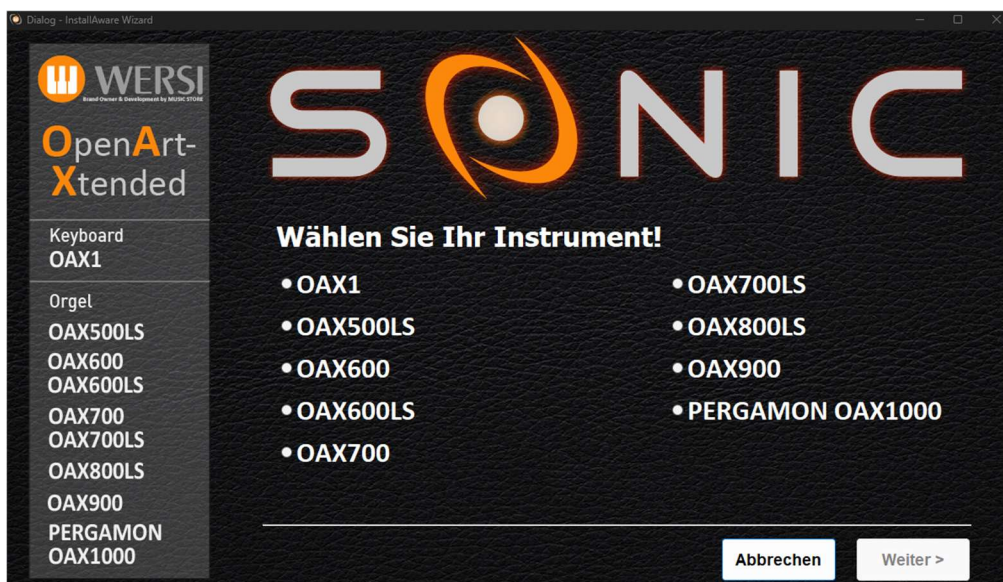 Dialog - InstallAware Wizard
WERSI
Brand Owner & Development by MUSIC STORE
OpenArt-
Xtended
Keyboard
OAX1
Orgel
OAX500LS
OAX600
OAX600LS
OAX700
OAX700LS
OAX800LS
OAX900
PERGAMON
OAX1000
SONIC
Wählen Sie Ihr Instrument!
OAX1
OAX500LS
OAX600
OAX600LS
OAX700
OAX700LS
OAX800LS
OAX900
PERGAMON OAX1000
Abbrechen
Weiter >